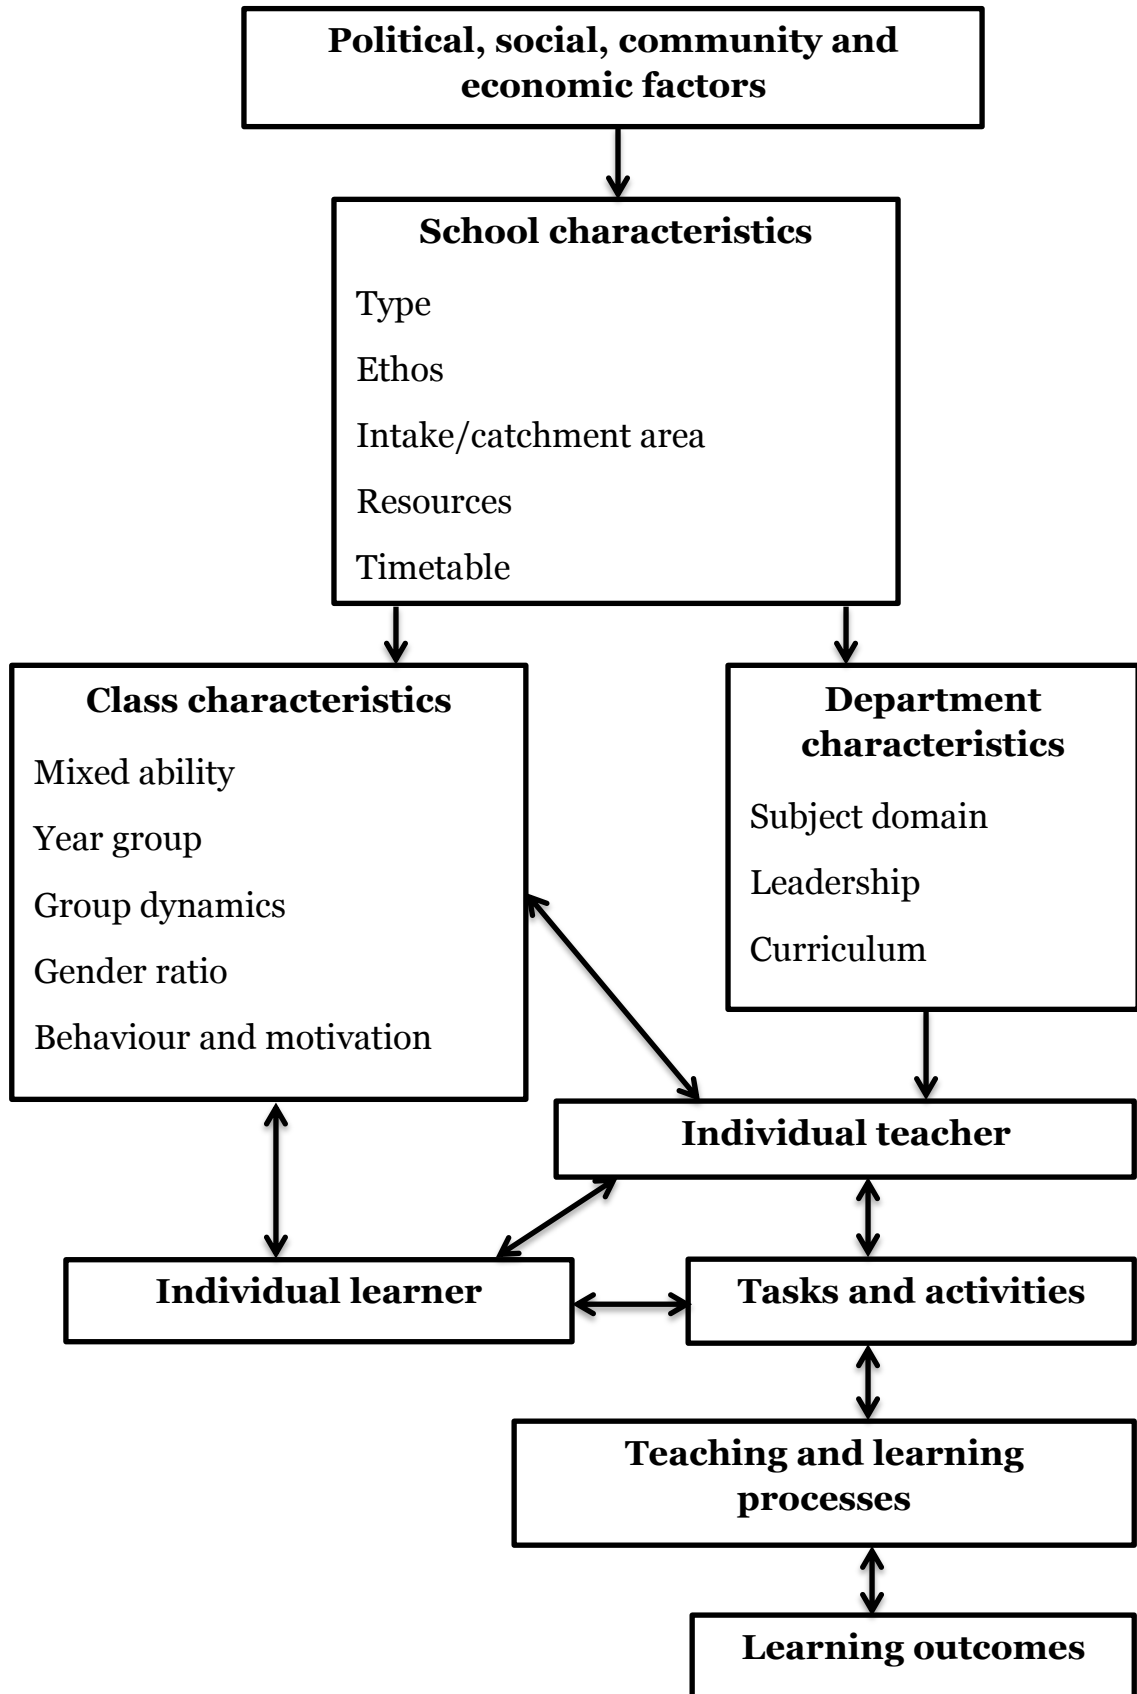 Political, social, community and
economic factors
School characteristics
Type
Ethos
Intake/catchment area
Resources
Timetable
Class characteristics
Mixed ability
Year group
Group dynamics
Gender ratio
Behaviour and motivation
Department
characteristics
Subject domain
Leadership
Curriculum
Individual teacher
Individual learner
Tasks and activities
Teaching and learning
processes
Learning outcomes